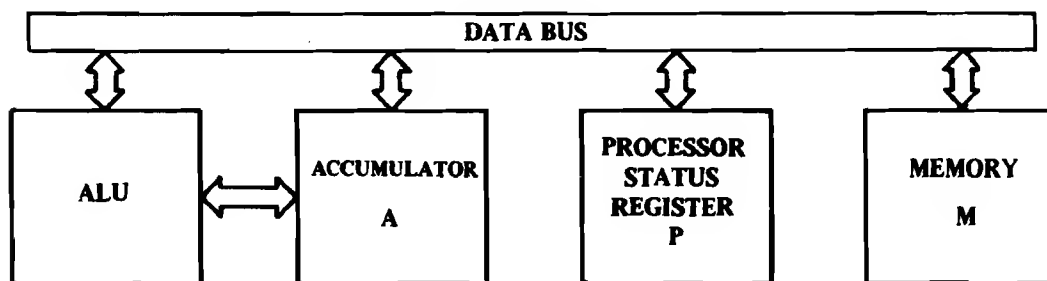 DATA BUS
ALU
ACCUMULATOR
A
PROCESSOR
STATUS
REGISTER
P
MEMORY
M